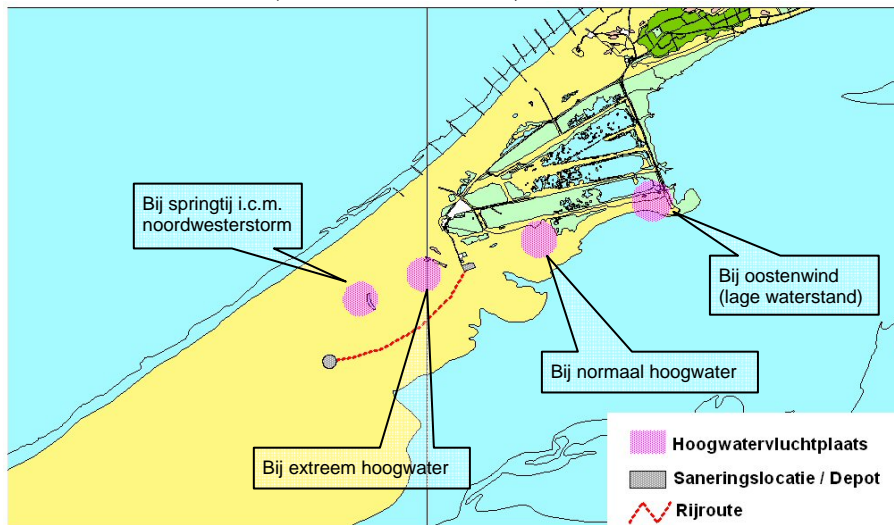 Bij springtij i.c.m.
noordwesterstorm
Bij oostenwind
(lage waterstand)
Bij normaal hoogwater
Bij extreem hoogwater
Hoogwatervluchtplaats
Saneringslocatie / Depot
Rijroute